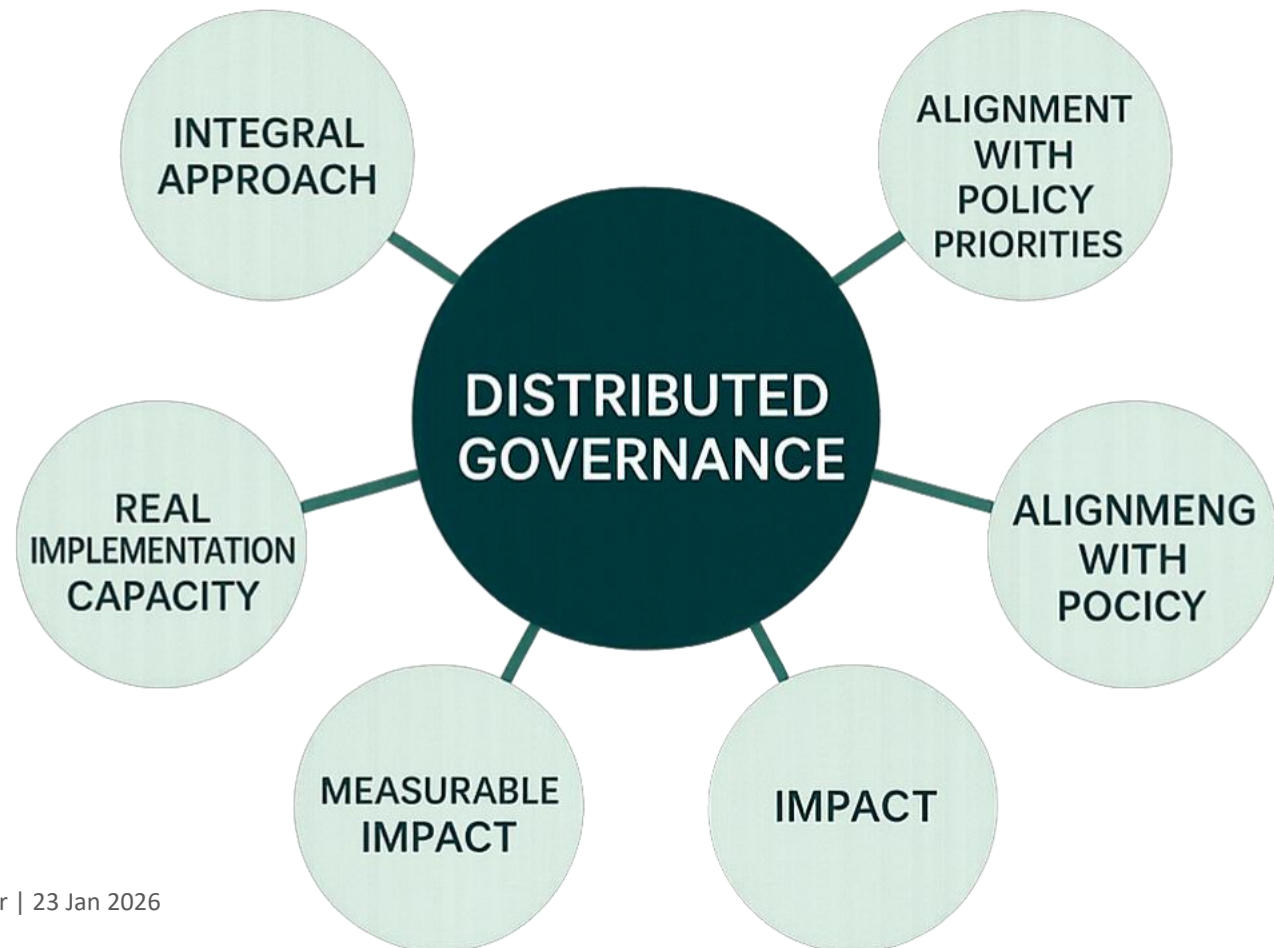 INTEGRAL
APPROACH
ALIGNMENT
WITH
POLICY
PRIORITIES
DISTRIBUTED
GOVERNANCE
REAL
IMPLEMENTATION
CAPACITY
ALIGNMENG
WITH
POCICY
MEASURABLE
IMPACT
IMPACT
r | 23 Jan 2026